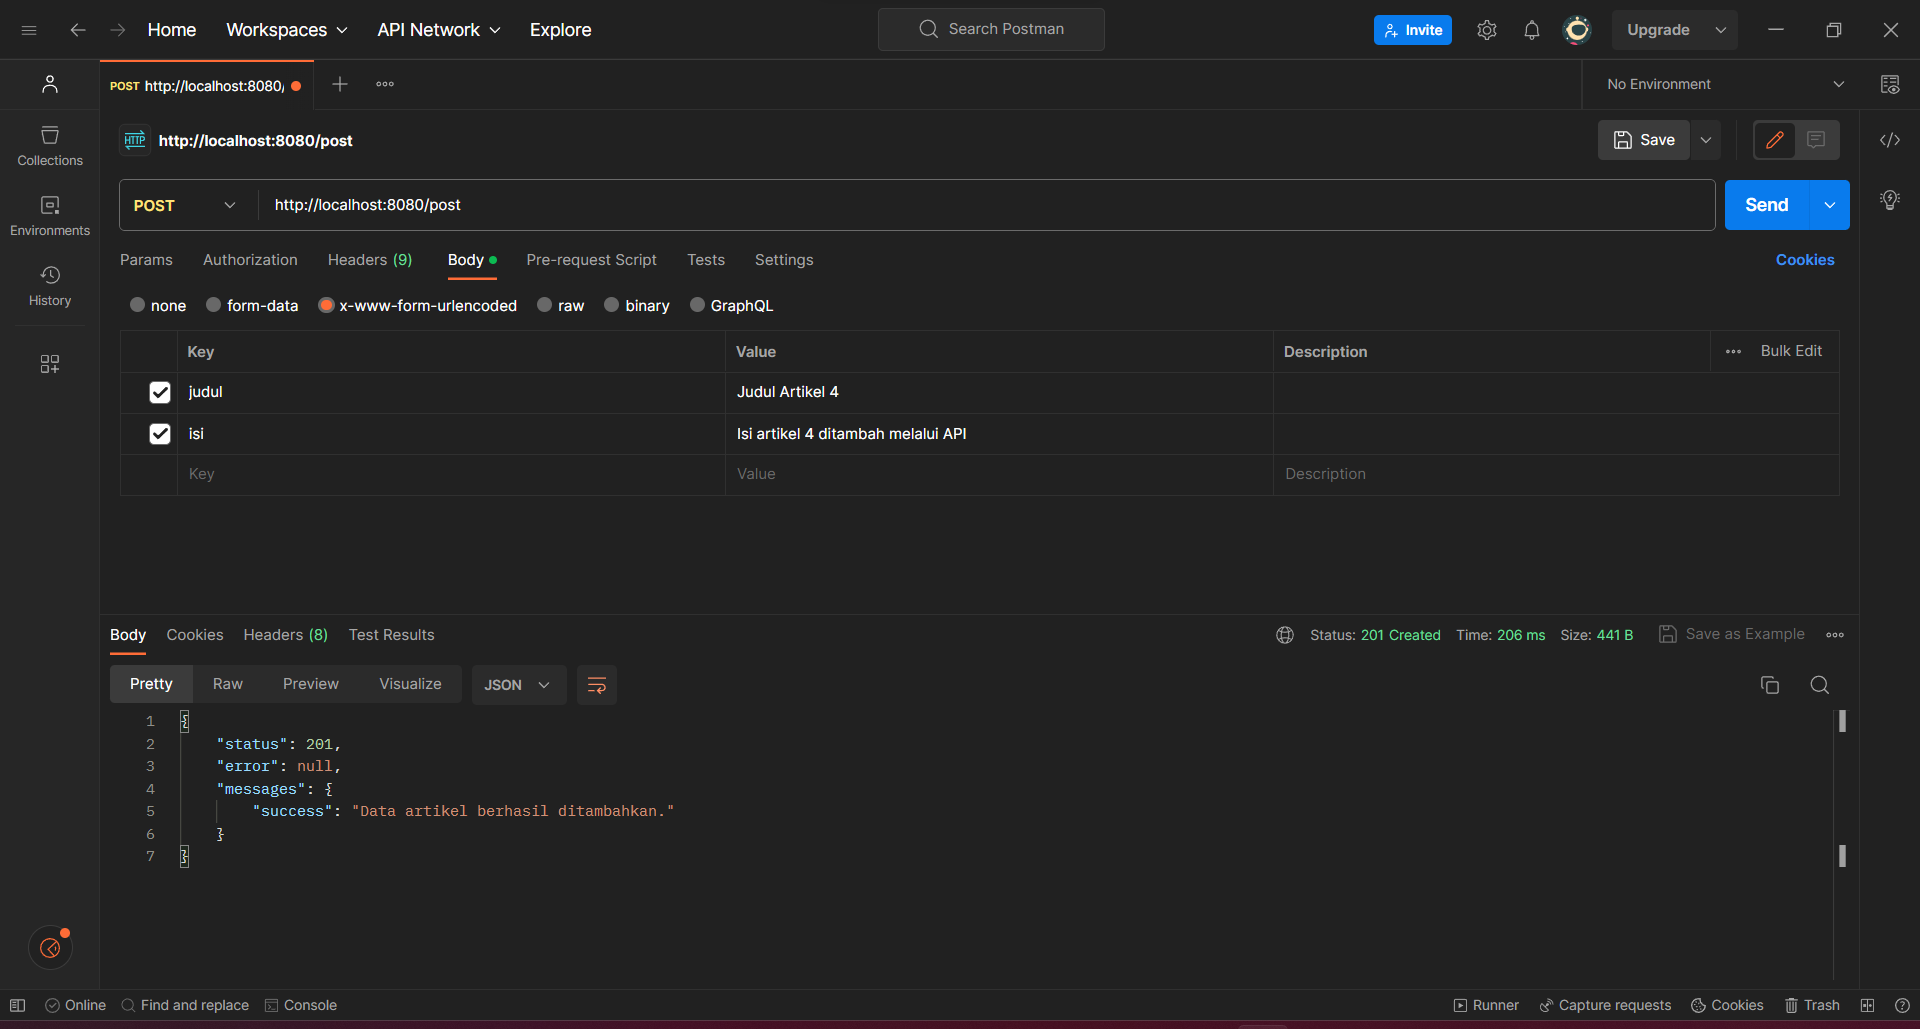 Home Workspaces API Network Explore Search Postman Invite Upgrade
POST http://localhost:8080/ No Environment
HTTP http://localhost:8080/post Save
Collections
POST http://localhost:8080/post Send
Environments
Params Authorization Headers (9) Body Pre-request Script Tests Settings Cookies
History
none form-data x-www-form-urlencoded raw binary GraphQL
Key Value Description Bulk Edit
judul Judul Artikel 4
isi Isi artikel 4 ditambah melalui API
Key Value Description
Body Cookies Headers (8) Test Results Status: 201 Created Time: 206 ms Size: 441 B Save as Example
Pretty Raw Preview Visualize JSON
1 {
2 "status": 201,
3 "error": null,
4 "messages": {
5 "success": "Data artikel berhasil ditambahkan."
6 }
7 }
Online Find and replace Console Runner Capture requests Cookies Trash